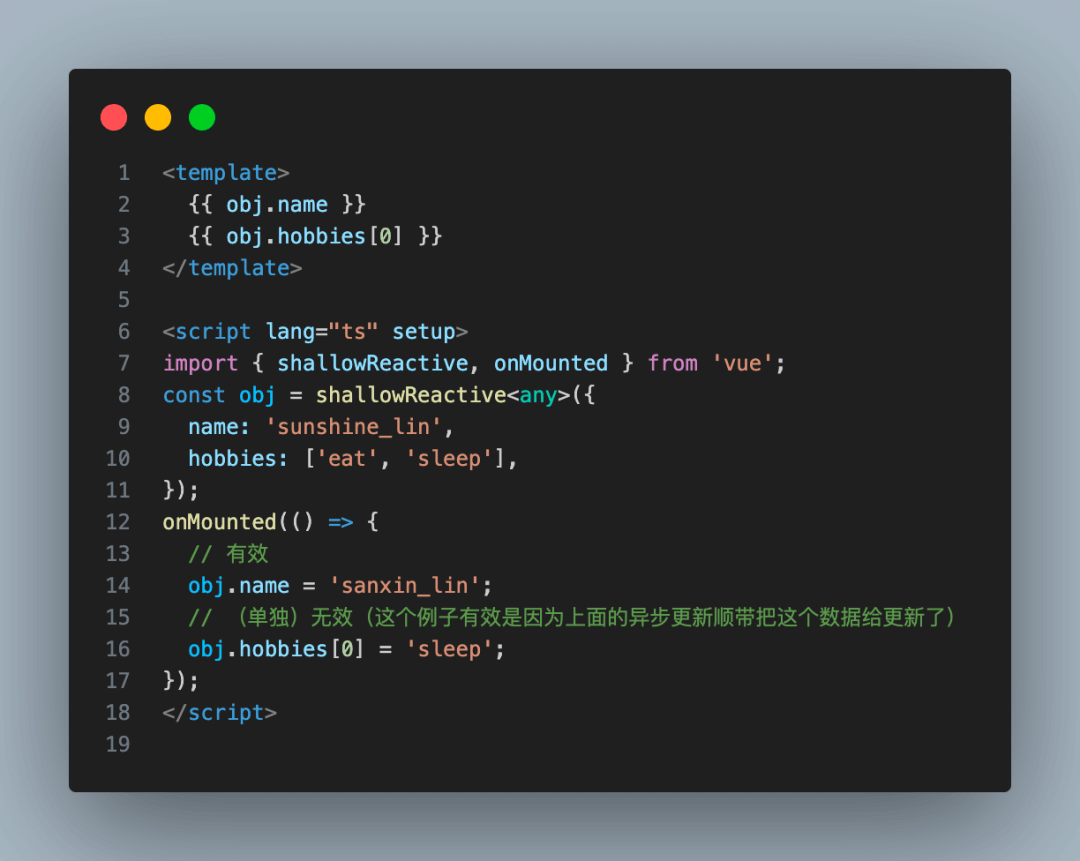 1 <template>
2   {{ obj.name }}
3   {{ obj.hobbies[0] }}
4 </template>
5
6 <script lang="ts" setup>
7 import { shallowReactive, onMounted } from 'vue';
8 const obj = shallowReactive<any>({
9   name: 'sunshine_lin',
10   hobbies: ['eat', 'sleep'],
11 });
12 onMounted(() => {
13   // 有效
14   obj.name = 'sanxin_lin';
15   // （单独）无效（这个例子有效是因为上面的异步更新顺带把这个数据给更新了）
16   obj.hobbies[0] = 'sleep';
17 });
18 </script>
19